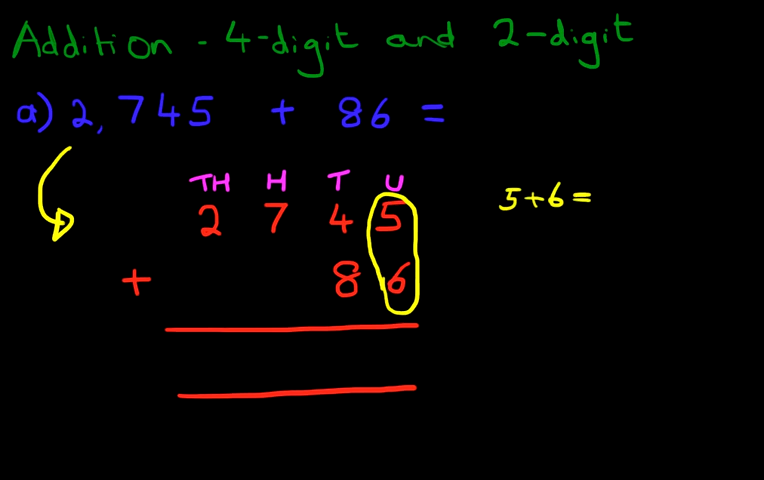 Addition - 4-digit and 2-digit
a) 2,745 + 86 =
TH H T U
2 7 4 5
5+6=
+ 8 6